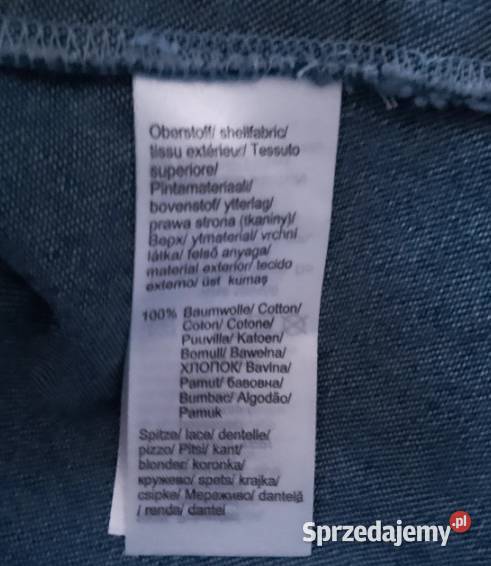 Oberstoff/ shellfabric/
tissu extérieur/ Tessuto
superiore/
Pintamateriaali/
bovenstof/ ytterlag/
prawa strona (tkaniny)/
Bepx/ ytmaterial/ vrchní
látka/ felső anyaga/
material exterior/ tecido
externo/ üst kumaş
100% Baumwolle/ Cotton/
Coton/ Cotone/
Puuvilla/ Katoen/
Bomull/ Bawełna/
ХЛОПОК/ Bavlna/
Pamut/ бавовна/
Bumbac/ Algodão/
Pamuk
Spitze/ lace/ dentelle/
pizzo/ Pitsi/ kant/
blonder/ koronka/
кружево/ spets/ krajka/
csipke/ Мереживо/ dantelă
/ renda/ dantel
Sprzedajemy.pl